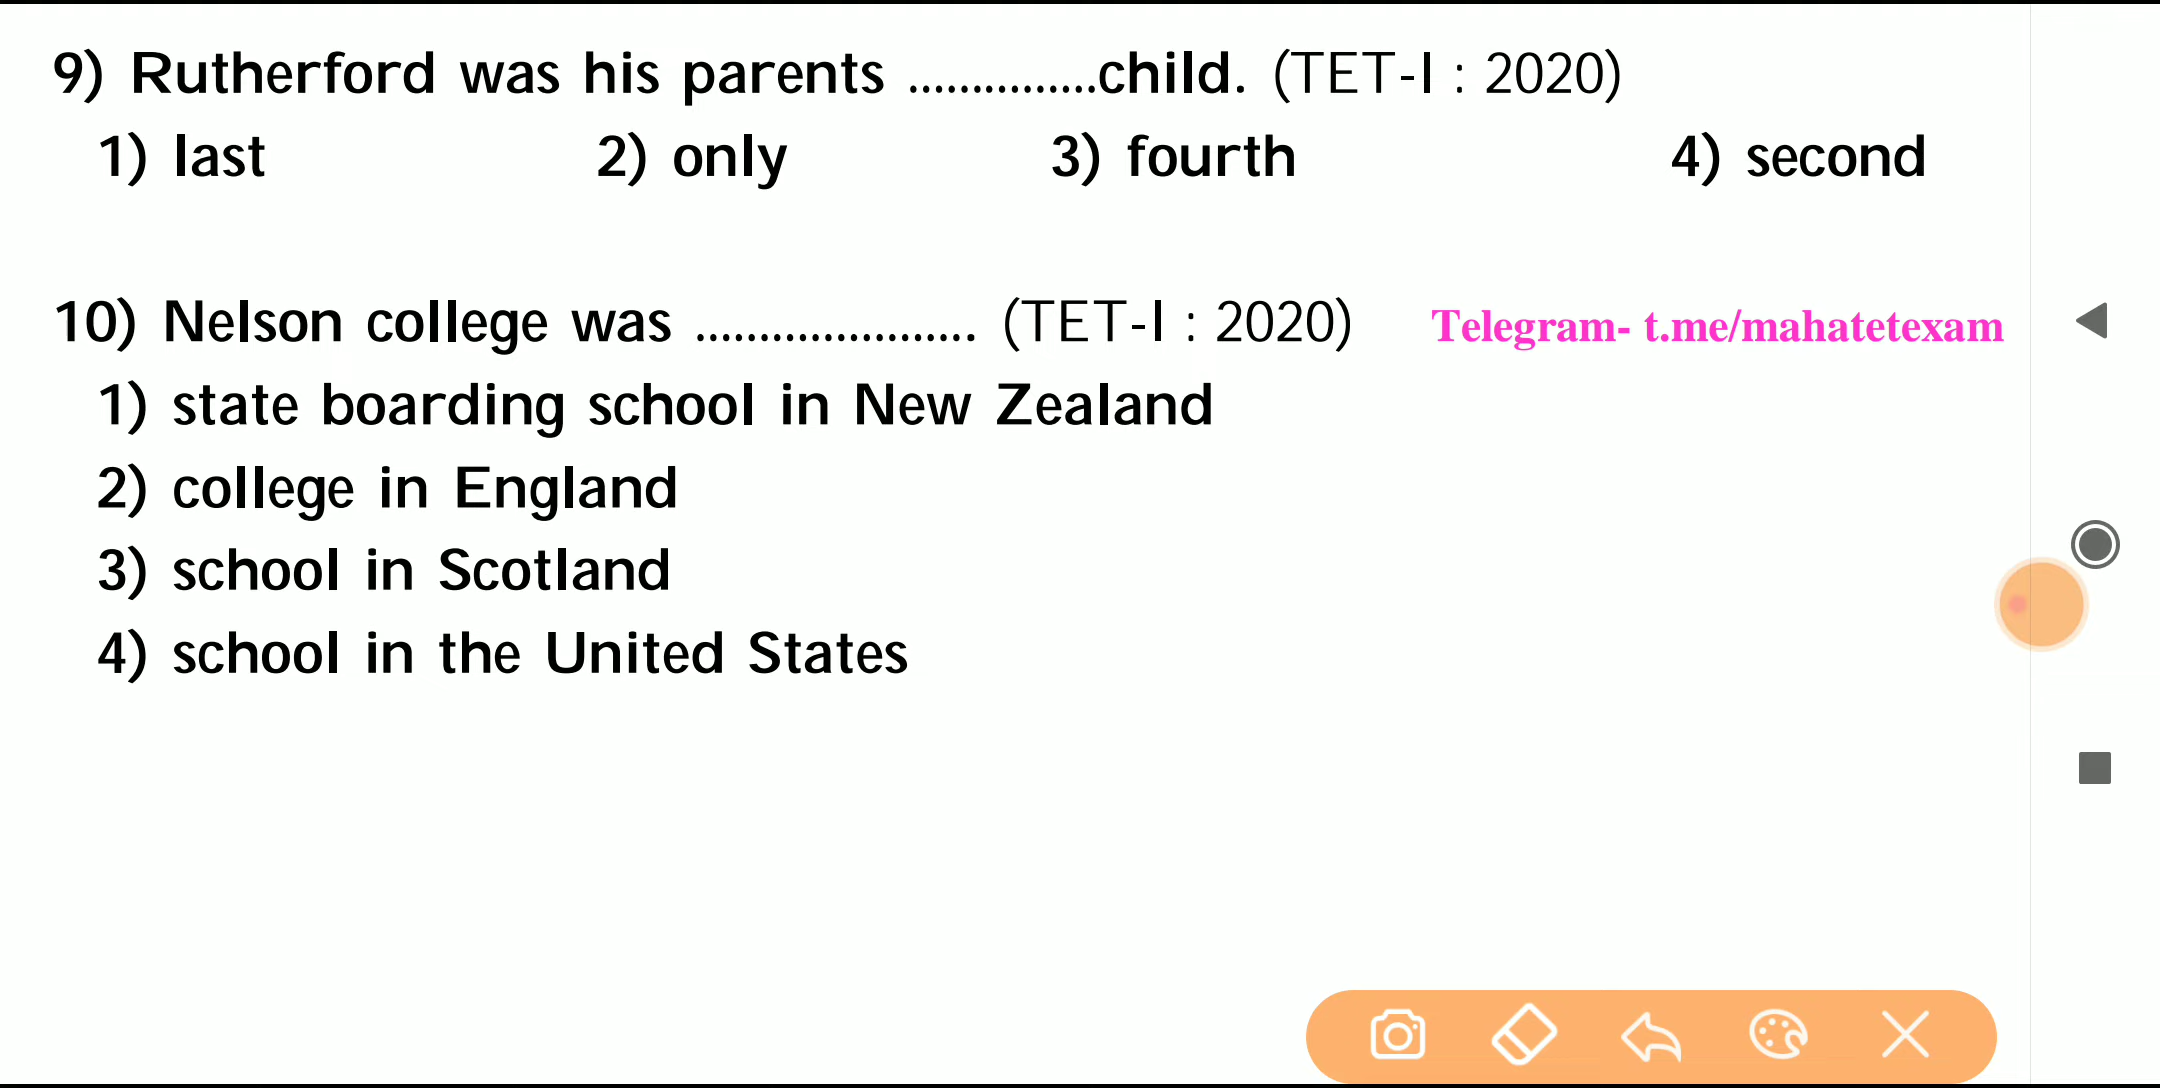 9) Rutherford was his parents ...............child. (TET-I : 2020)
1) last 2) only 3) fourth 4) second
10) Nelson college was ...................... (TET-I : 2020) Telegram- t.me/mahatetexam
1) state boarding school in New Zealand
2) college in England
3) school in Scotland
4) school in the United States